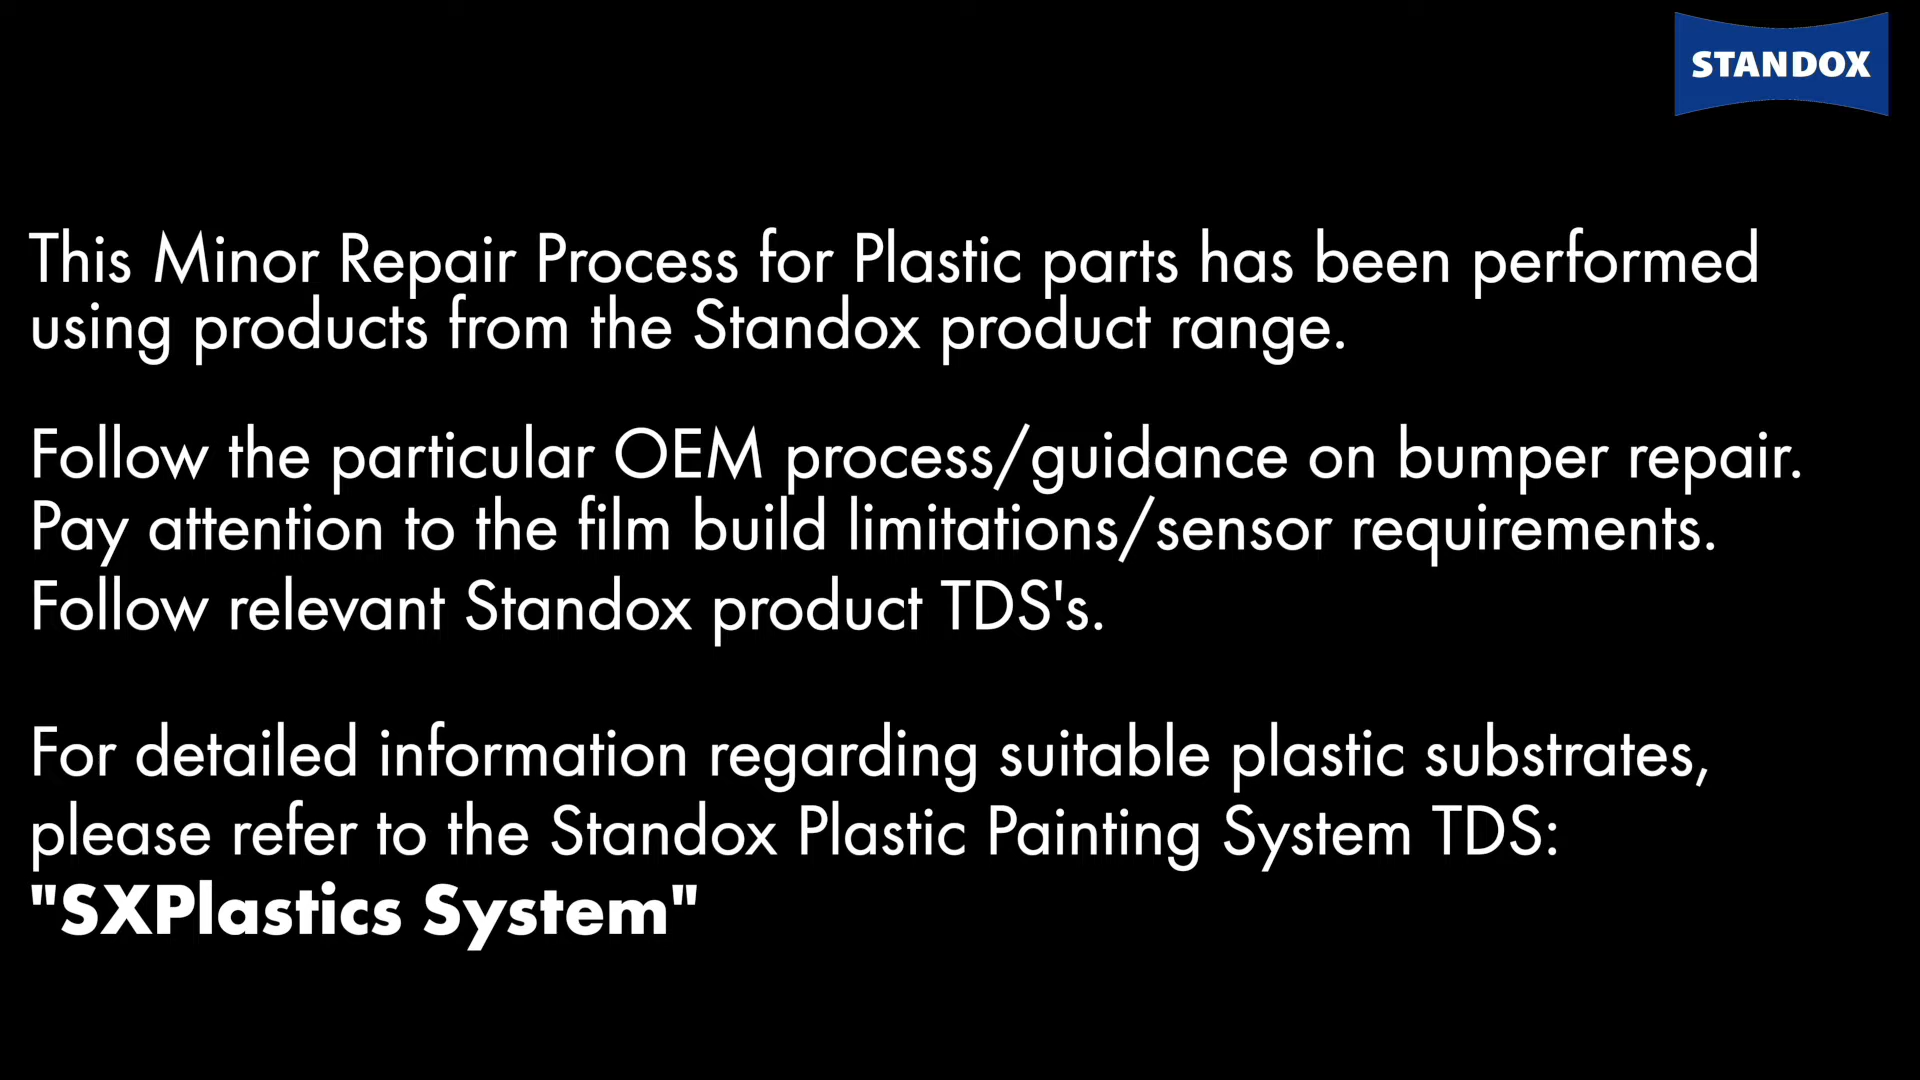 STANDOX
This Minor Repair Process for Plastic parts has been performed
using products from the Standox product range.
Follow the particular OEM process/guidance on bumper repair.
Pay attention to the film build limitations/sensor requirements.
Follow relevant Standox product TDS's.
For detailed information regarding suitable plastic substrates,
please refer to the Standox Plastic Painting System TDS:
"SXPlastics System"